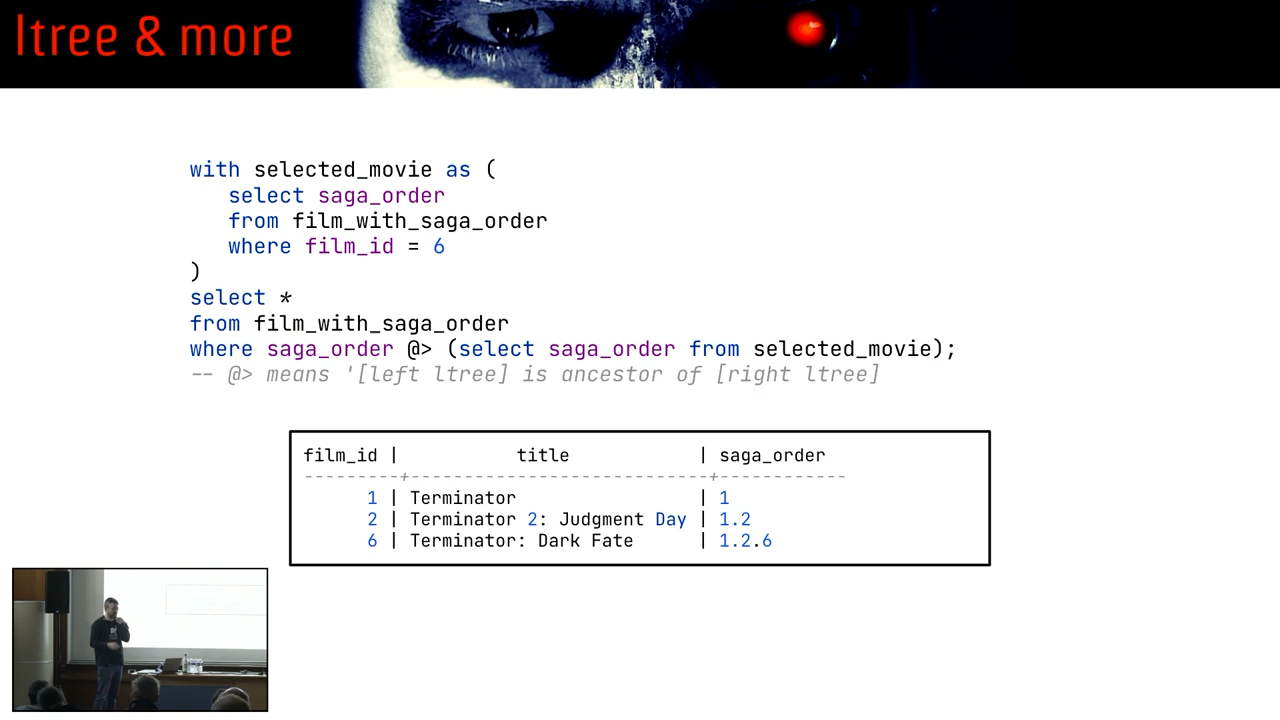 ltree & more
with selected_movie as (
select saga_order
from film_with_saga_order
where film_id = 6
)
select *
from film_with_saga_order
where saga_order @> (select saga_order from selected_movie);
-- @> means '[left ltree] is ancestor of [right ltree]
film_id | title | saga_order
---------+----------------------------+------------
1 | Terminator | 1
2 | Terminator 2: Judgment Day | 1.2
6 | Terminator: Dark Fate | 1.2.6